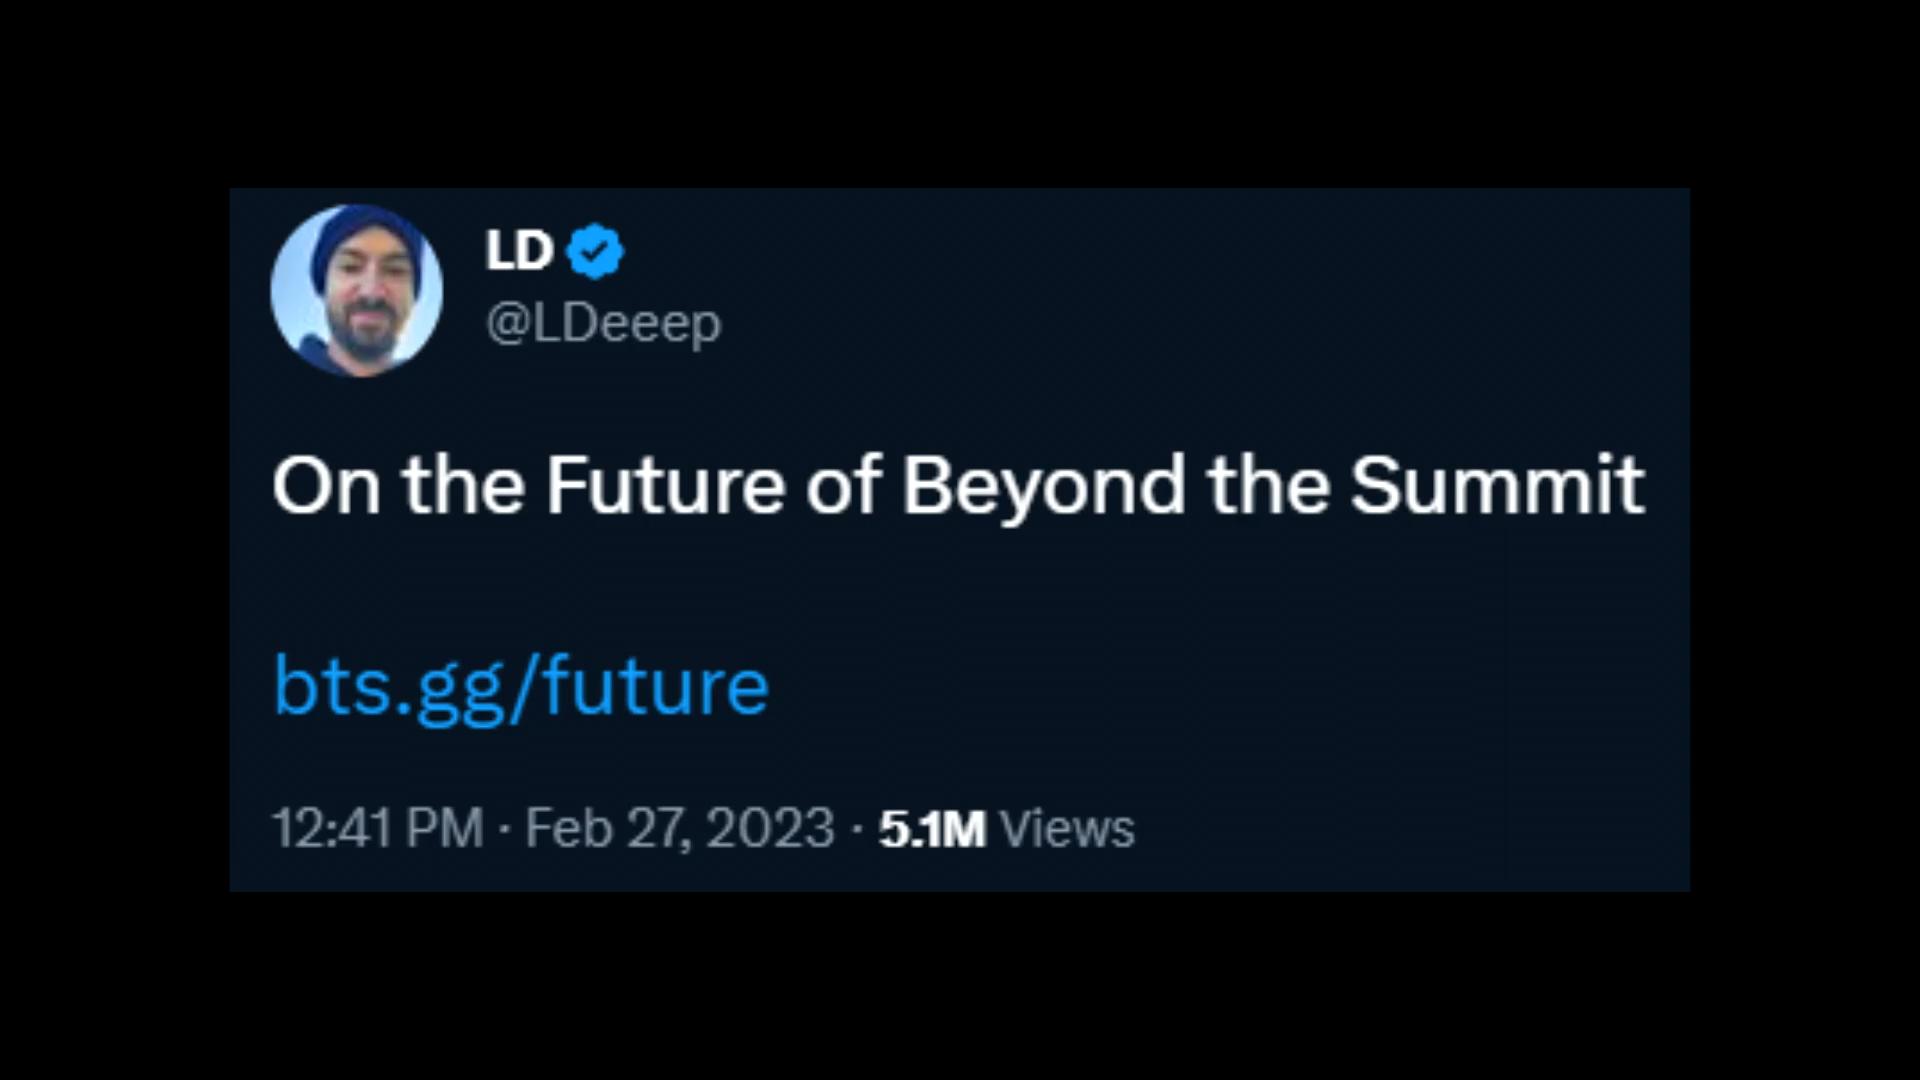 LD
@LDeeep
On the Future of Beyond the Summit
bts.gg/future
12:41 PM · Feb 27, 2023 · 5.1M Views